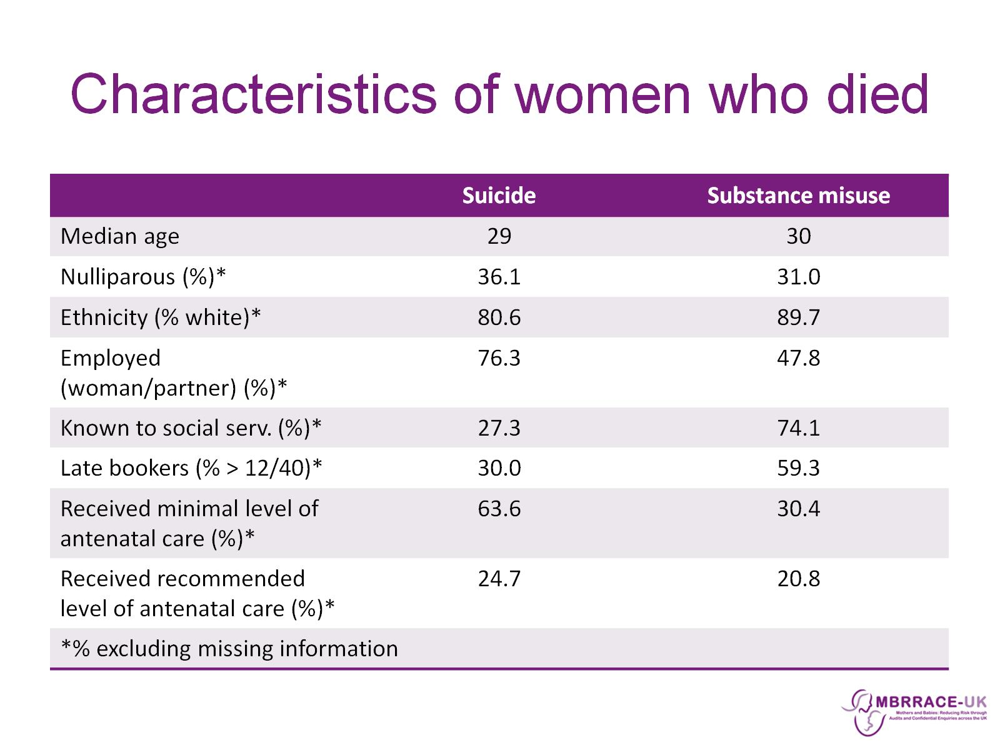 Characteristics of women who died
Suicide Substance misuse
Median age 29 30
Nulliparous (%)* 36.1 31.0
Ethnicity (% white)* 80.6 89.7
Employed 76.3 47.8
(woman/partner) (%)*
Known to social serv. (%)* 27.3 74.1
Late bookers (% > 12/40)* 30.0 59.3
Received minimal level of 63.6 30.4
antenatal care (%)*
Received recommended 24.7 20.8
level of antenatal care (%)*
*% excluding missing information
MBRRACE-UK
Mothers and Babies: Reducing Risk through
Audits and Confidential Enquiries across the UK